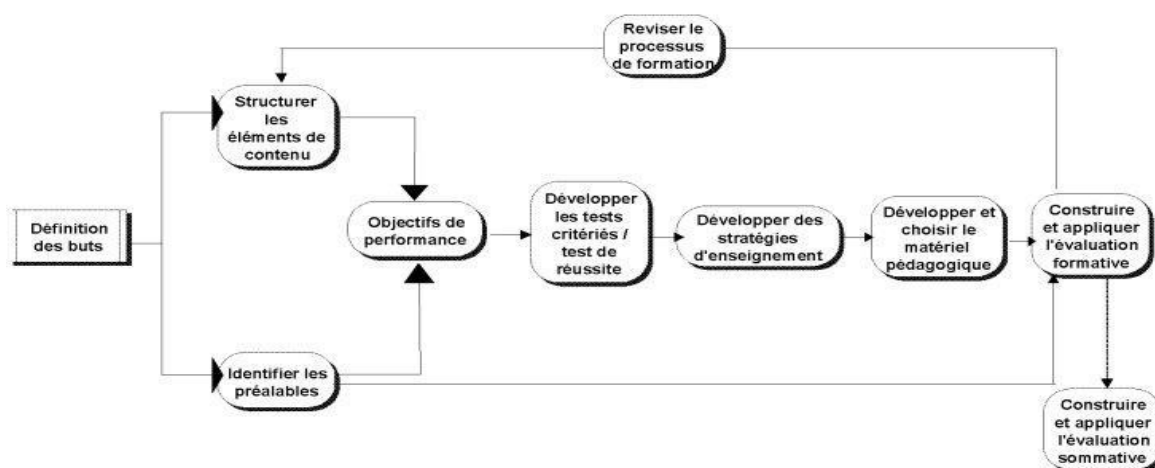 Reviser le
processus
de formation
Structurer
les
éléments de
contenu
Définition
des buts
Objectifs de
performance
Développer
les tests
critériés /
test de
réussite
Développer des
stratégies
d'enseignement
Développer et
choisir le
matériel
pédagogique
Construire
et appliquer
l'évaluation
formative
Identifier les
préalables
Construire
et appliquer
l'évaluation
sommative